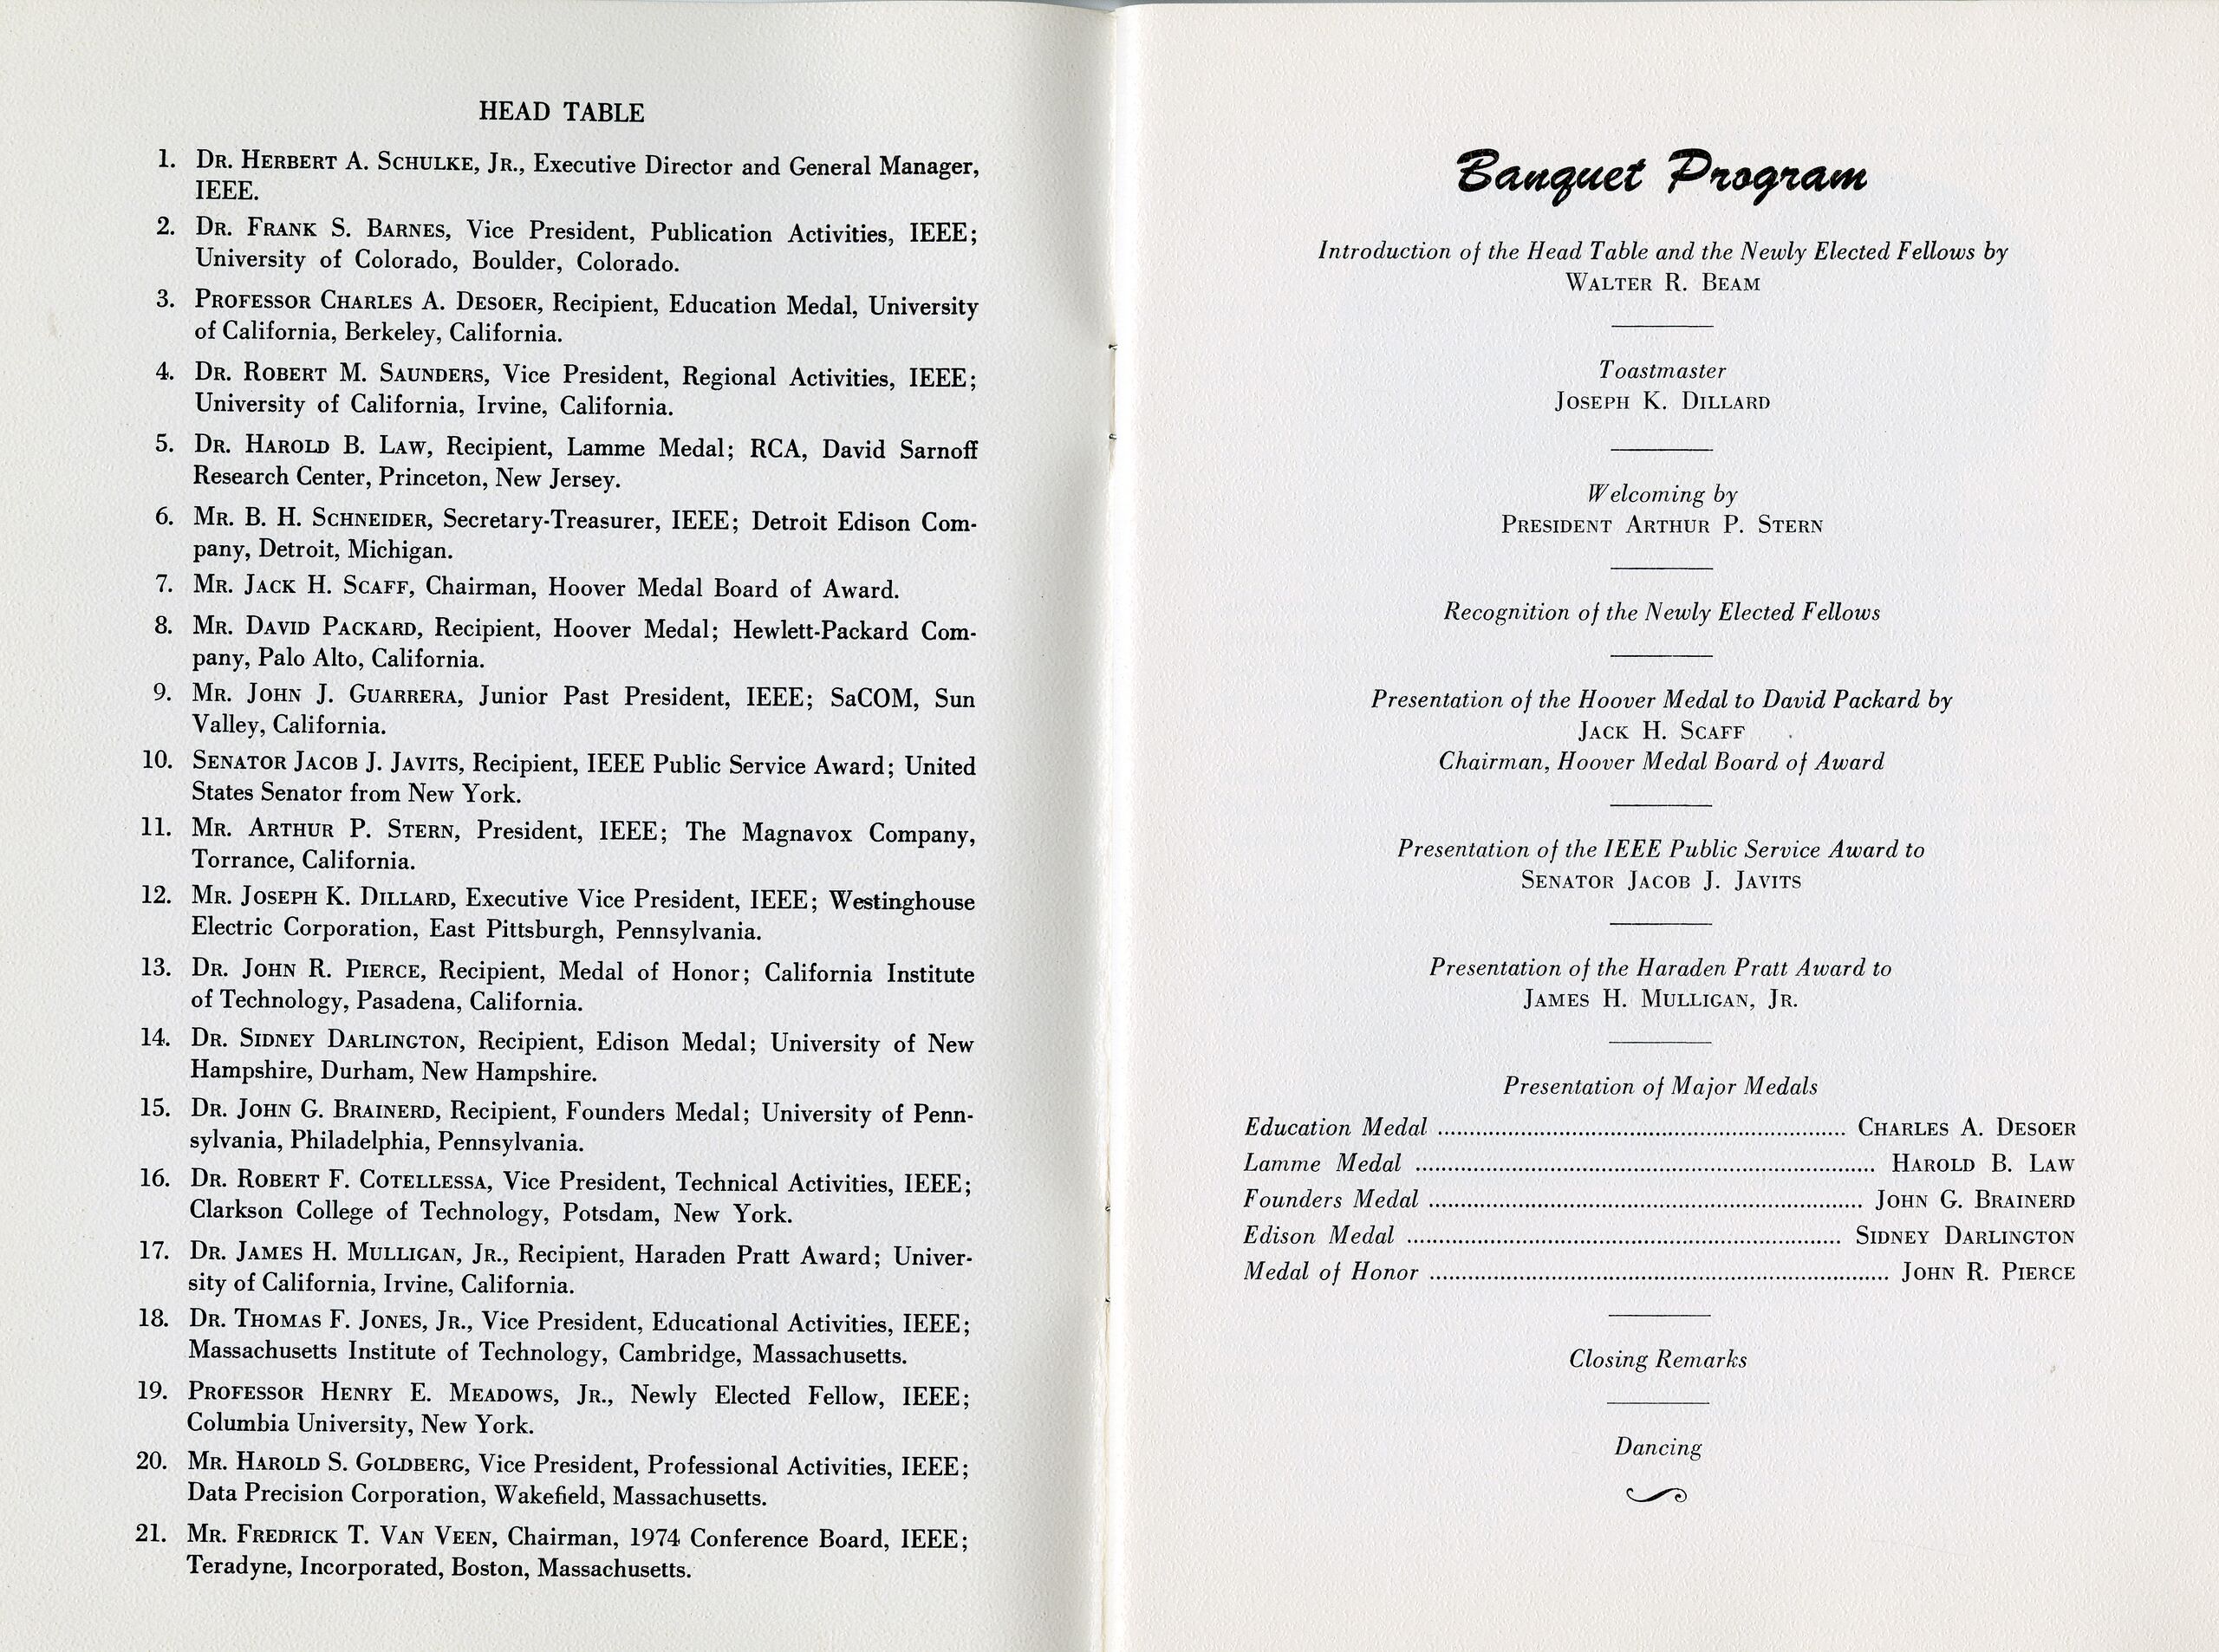 HEAD TABLE
1. DR. HERBERT A. SCHULKE, JR., Executive Director and General Manager,
IEEE.
2. DR. FRANK S. BARNES, Vice President, Publication Activities, IEEE;
University of Colorado, Boulder, Colorado.
3. PROFESSOR CHARLES A. DESOER, Recipient, Education Medal, University
of California, Berkeley, California.
4. DR. ROBERT M. SAUNDERS, Vice President, Regional Activities, IEEE;
University of California, Irvine, California.
5. DR. HAROLD B. LAW, Recipient, Lamme Medal; RCA, David Sarnoff
Research Center, Princeton, New Jersey.
6. MR. B. H. SCHNEIDER, Secretary-Treasurer, IEEE; Detroit Edison Com-
pany, Detroit, Michigan.
7. MR. JACK H. SCAFF, Chairman, Hoover Medal Board of Award.
8. MR. DAVID PACKARD, Recipient, Hoover Medal; Hewlett-Packard Com-
pany, Palo Alto, California.
9. MR. JOHN J. GUARRERA, Junior Past President, IEEE; SaCOM, Sun
Valley, California.
10. SENATOR JACOB J. JAVITS, Recipient, IEEE Public Service Award; United
States Senator from New York.
11. MR. ARTHUR P. STERN, President, IEEE; The Magnavox Company,
Torrance, California.
12. MR. JOSEPH K. DILLARD, Executive Vice President, IEEE; Westinghouse
Electric Corporation, East Pittsburgh, Pennsylvania.
13. DR. JOHN R. PIERCE, Recipient, Medal of Honor; California Institute
of Technology, Pasadena, California.
14. DR. SIDNEY DARLINGTON, Recipient, Edison Medal; University of New
Hampshire, Durham, New Hampshire.
15. DR. JOHN G. BRAINERD, Recipient, Founders Medal; University of Penn-
sylvania, Philadelphia, Pennsylvania.
16. DR. ROBERT F. COTELLESSA, Vice President, Technical Activities, IEEE;
Clarkson College of Technology, Potsdam, New York.
17. DR. JAMES H. MULLIGAN, JR., Recipient, Haraden Pratt Award; Univer-
sity of California, Irvine, California.
18. DR. THOMAS F. JONES, JR., Vice President, Educational Activities, IEEE;
Massachusetts Institute of Technology, Cambridge, Massachusetts.
19. PROFESSOR HENRY E. MEADOWS, JR., Newly Elected Fellow, IEEE;
Columbia University, New York.
20. MR. HAROLD S. GOLDBERG, Vice President, Professional Activities, IEEE;
Data Precision Corporation, Wakefield, Massachusetts.
21. MR. FREDRICK T. VAN VEEN, Chairman, 1974 Conference Board, IEEE;
Teradyne, Incorporated, Boston, Massachusetts.
Banquet Program
Introduction of the Head Table and the Newly Elected Fellows by
WALTER R. BEAM
Toastmaster
JOSEPH K. DILLARD
Welcoming by
PRESIDENT ARTHUR P. STERN
Recognition of the Newly Elected Fellows
Presentation of the Hoover Medal to David Packard by
JACK H. SCAFF
Chairman, Hoover Medal Board of Award
Presentation of the IEEE Public Service Award to
SENATOR JACOB J. JAVITS
Presentation of the Haraden Pratt Award to
JAMES H. MULLIGAN, JR.
Presentation of Major Medals
Education Medal ........ CHARLES A. DESOER
Lamme Medal ........ HAROLD B. LAW
Founders Medal ........ JOHN G. BRAINERD
Edison Medal ........ SIDNEY DARLINGTON
Medal of Honor ........ JOHN R. PIERCE
Closing Remarks
Dancing